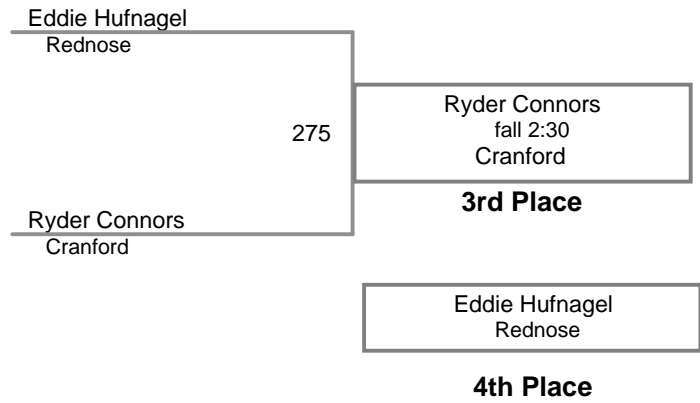 Eddie Hufnagel
Rednose
275
Ryder Connors
fall 2:30
Cranford
3rd Place
Ryder Connors
Cranford
Eddie Hufnagel
Rednose
4th Place